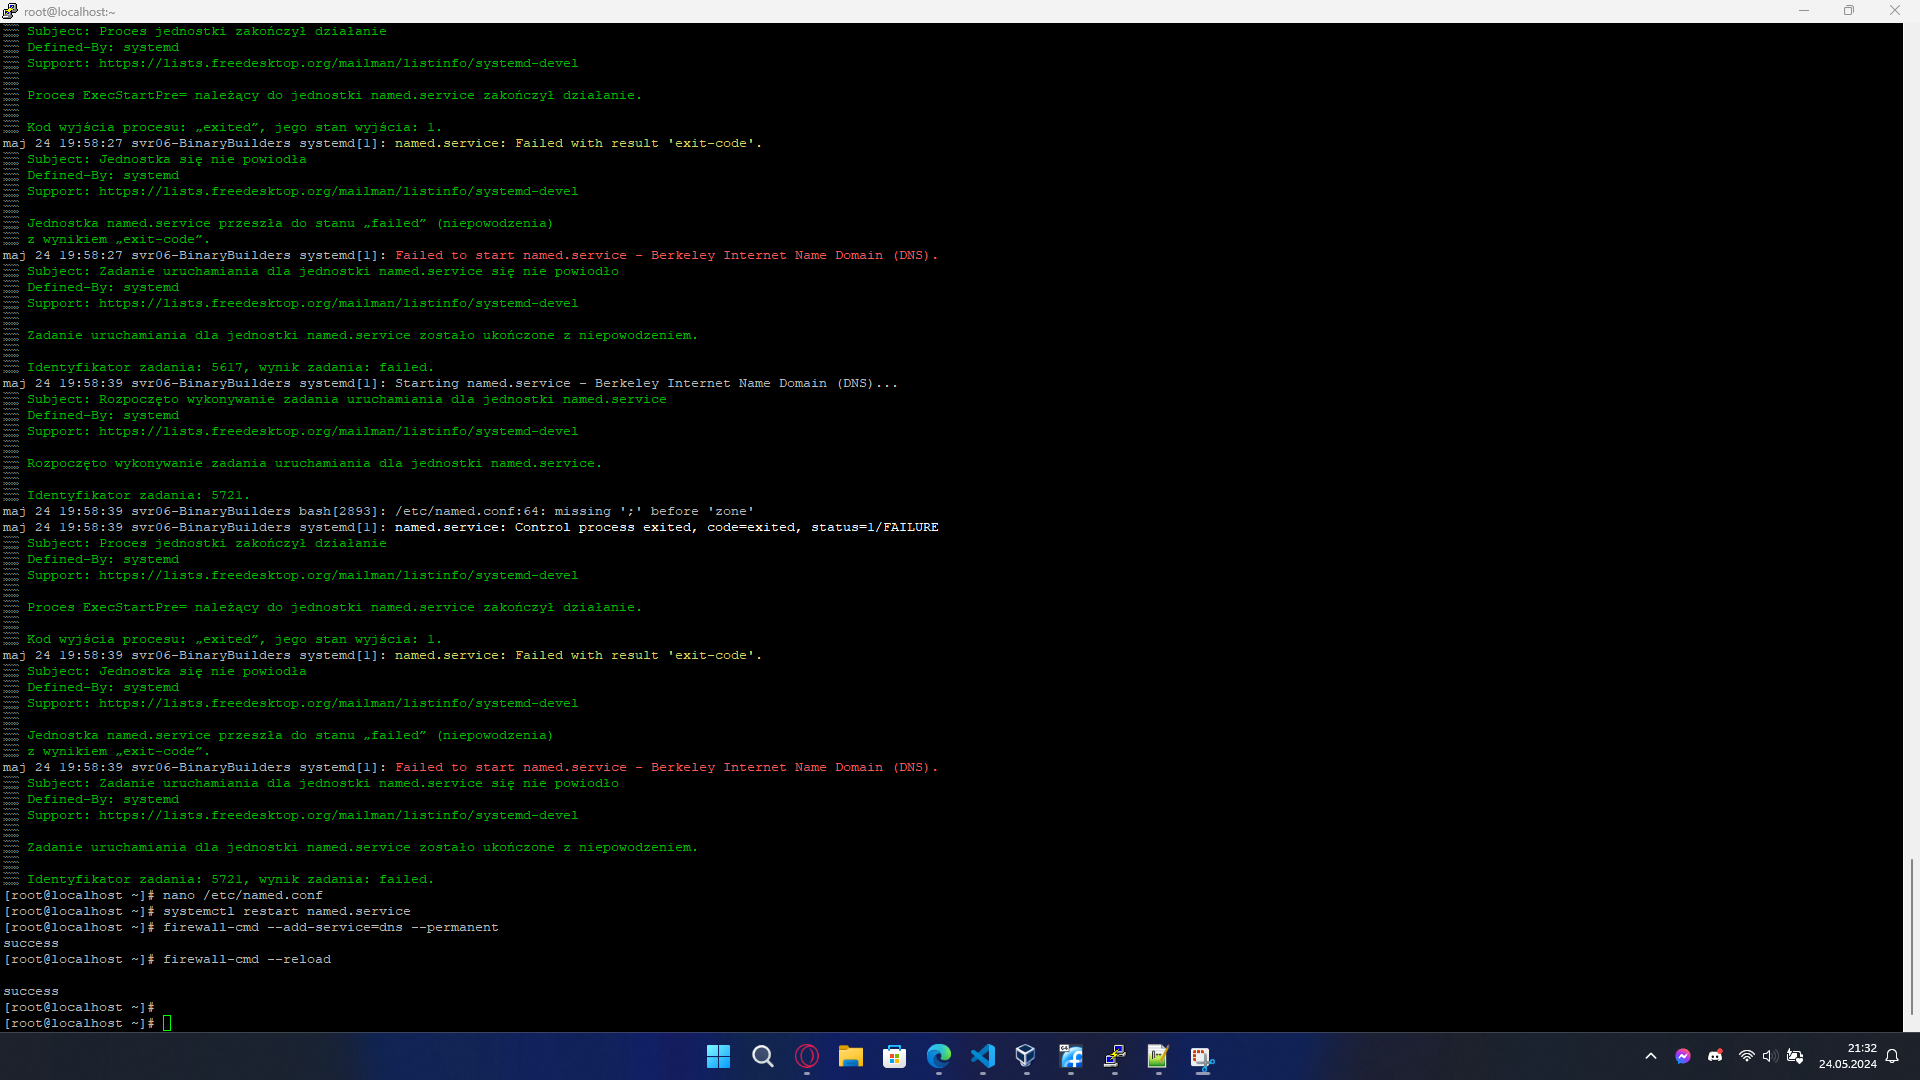 root@localhost:~
Subject: Proces jednostki zakończył działanie
Defined-By: systemd
Support: https://lists.freedesktop.org/mailman/listinfo/systemd-devel
Proces ExecStartPre= należący do jednostki named.service zakończył działanie.
Kod wyjścia procesu: „exited”, jego stan wyjścia: 1.
maj 24 19:58:27 svr06-BinaryBuilders systemd[1]: named.service: Failed with result 'exit-code'.
Subject: Jednostka się nie powiodła
Defined-By: systemd
Support: https://lists.freedesktop.org/mailman/listinfo/systemd-devel
Jednostka named.service przeszła do stanu „failed” (niepowodzenia)
z wynikiem „exit-code”.
maj 24 19:58:27 svr06-BinaryBuilders systemd[1]: Failed to start named.service - Berkeley Internet Name Domain (DNS).
Subject: Zadanie uruchamiania dla jednostki named.service się nie powiodło
Defined-By: systemd
Support: https://lists.freedesktop.org/mailman/listinfo/systemd-devel
Zadanie uruchamiania dla jednostki named.service zostało ukończone z niepowodzeniem.
Identyfikator zadania: 5617, wynik zadania: failed.
maj 24 19:58:39 svr06-BinaryBuilders systemd[1]: Starting named.service - Berkeley Internet Name Domain (DNS)...
Subject: Rozpoczęto wykonywanie zadania uruchamiania dla jednostki named.service
Defined-By: systemd
Support: https://lists.freedesktop.org/mailman/listinfo/systemd-devel
Rozpoczęto wykonywanie zadania uruchamiania dla jednostki named.service.
Identyfikator zadania: 5721.
maj 24 19:58:39 svr06-BinaryBuilders bash[2893]: /etc/named.conf:64: missing ';' before 'zone'
maj 24 19:58:39 svr06-BinaryBuilders systemd[1]: named.service: Control process exited, code=exited, status=1/FAILURE
Subject: Proces jednostki zakończył działanie
Defined-By: systemd
Support: https://lists.freedesktop.org/mailman/listinfo/systemd-devel
Proces ExecStartPre= należący do jednostki named.service zakończył działanie.
Kod wyjścia procesu: „exited”, jego stan wyjścia: 1.
maj 24 19:58:39 svr06-BinaryBuilders systemd[1]: named.service: Failed with result 'exit-code'.
Subject: Jednostka się nie powiodła
Defined-By: systemd
Support: https://lists.freedesktop.org/mailman/listinfo/systemd-devel
Jednostka named.service przeszła do stanu „failed” (niepowodzenia)
z wynikiem „exit-code”.
maj 24 19:58:39 svr06-BinaryBuilders systemd[1]: Failed to start named.service - Berkeley Internet Name Domain (DNS).
Subject: Zadanie uruchamiania dla jednostki named.service się nie powiodło
Defined-By: systemd
Support: https://lists.freedesktop.org/mailman/listinfo/systemd-devel
Zadanie uruchamiania dla jednostki named.service zostało ukończone z niepowodzeniem.
Identyfikator zadania: 5721, wynik zadania: failed.
[root@localhost ~]# nano /etc/named.conf
[root@localhost ~]# systemctl restart named.service
[root@localhost ~]# firewall-cmd --add-service=dns --permanent
success
[root@localhost ~]# firewall-cmd --reload
success
[root@localhost ~]#
[root@localhost ~]#
21:32
24.05.2024